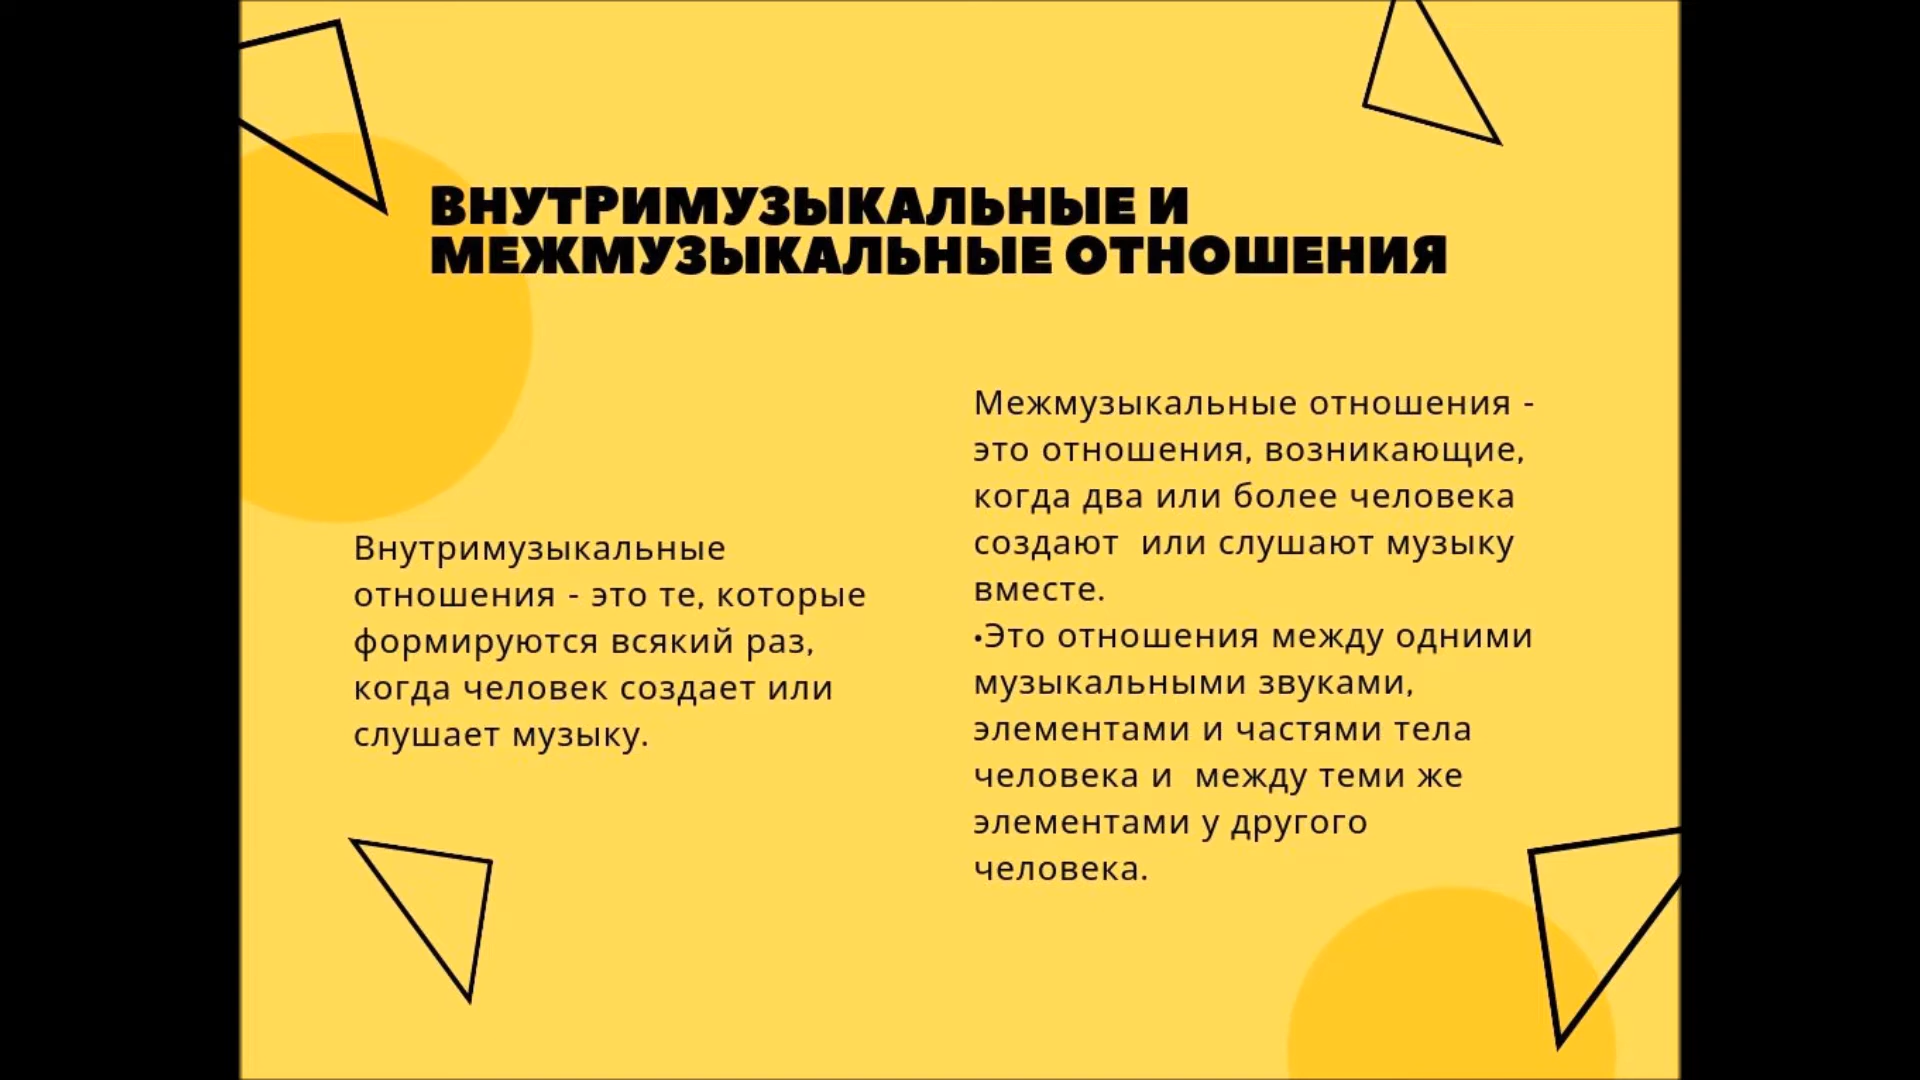 ВНУТРИМУЗЫКАЛЬНЫЕ И
МЕЖМУЗЫКАЛЬНЫЕ ОТНОШЕНИЯ
Внутримузыкальные
отношения - это те, которые
формируются всякий раз,
когда человек создает или
слушает музыку.
Межмузыкальные отношения -
это отношения, возникающие,
когда два или более человека
создают  или слушают музыку
вместе.
•Это отношения между одними
музыкальными звуками,
элементами и частями тела
человека и  между теми же
элементами у другого
человека.